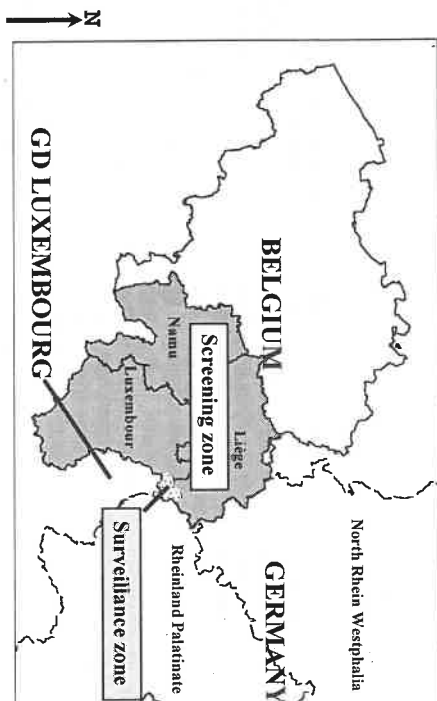 N
North Rhein Westphalia
BELGIUM
GERMANY
Liège
Screening zone
Namu
Rheinland Palatinate
Luxembour
Surveillance zone
GD LUXEMBOURG